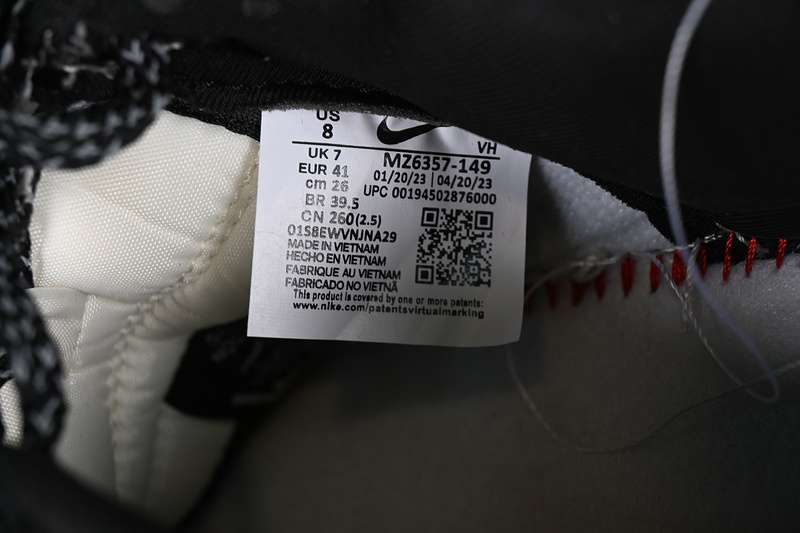 US
8
VH
UK 7
MZ6357-149
EUR 41
01/20/23 | 04/20/23
cm 26
UPC 00194502876000
BR 39.5
CN 260(2.5)
01S8EWVNJNA29
MADE IN VIETNAM
HECHO EN VIETNAM
FABRIQUE AU VIETNAM
FABRICADO NO VIETNÃ
This product is covered by one or more patents:
www.nike.com/patentsvirtualmarking